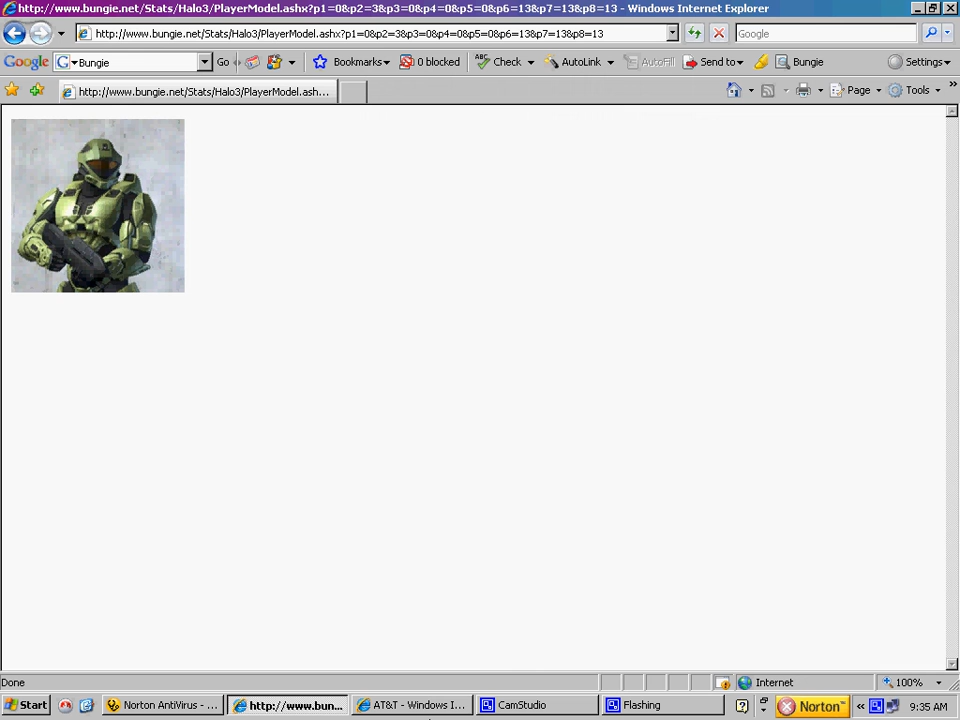 http://www.bungie.net/Stats/Halo3/PlayerModel.ashx?p1=0&p2=3&p3=0&p4=0&p5=0&p6=13&p7=13&p8=13 - Windows Internet Explorer
http://www.bungie.net/Stats/Halo3/PlayerModel.ashx?p1=0&p2=3&p3=0&p4=0&p5=0&p6=13&p7=13&p8=13 Google
Google G Bungie Go Bookmarks 0 blocked ABC Check AutoLink AutoFill Send to Bungie Settings
http://www.bungie.net/Stats/Halo3/PlayerModel.ash... Page Tools »
Done Internet 100%
Start Norton AntiVirus - ... http://www.bun... AT&T - Windows I... CamStudio Flashing ? Norton™ « 9:35 AM